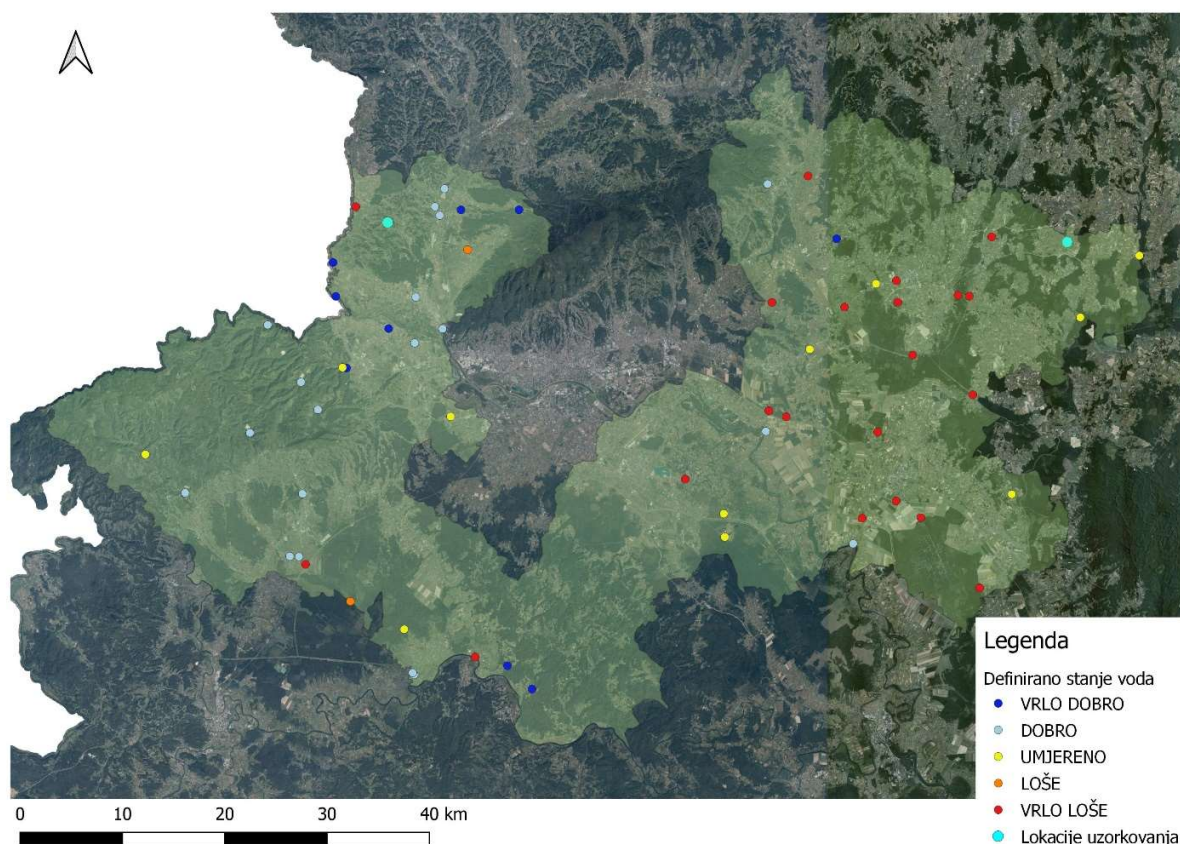 Legenda
Definirano stanje voda
VRLO DOBRO
DOBRO
UMJERENO
LOŠE
VRLO LOŠE
Lokacije uzorkovanja
0 10 20 30 40 km